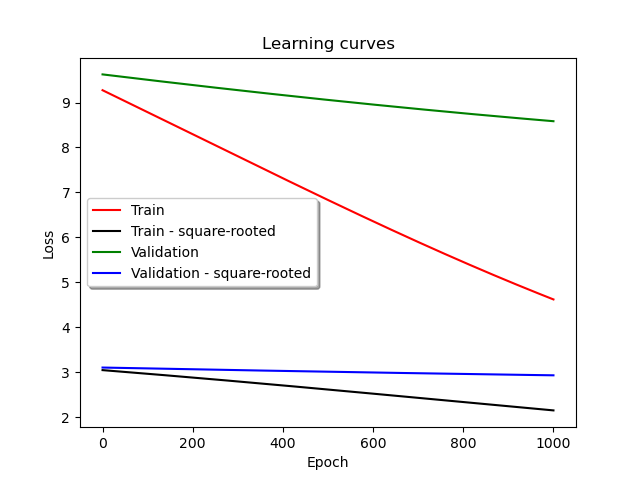 Learning curves
Loss
9
8
7
6
5
4
3
2
Train
Train - square-rooted
Validation
Validation - square-rooted
0 200 400 600 800 1000
Epoch